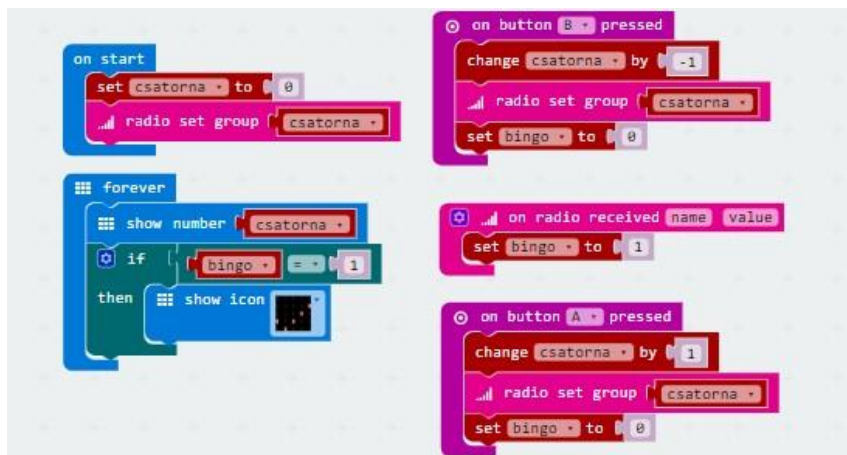 on start
set csatorna to 0
radio set group csatorna
forever
show number csatorna
if bingo = 1
then show icon
on button B pressed
change csatorna by -1
radio set group csatorna
set bingo to 0
on radio received name value
set bingo to 1
on button A pressed
change csatorna by 1
radio set group csatorna
set bingo to 0